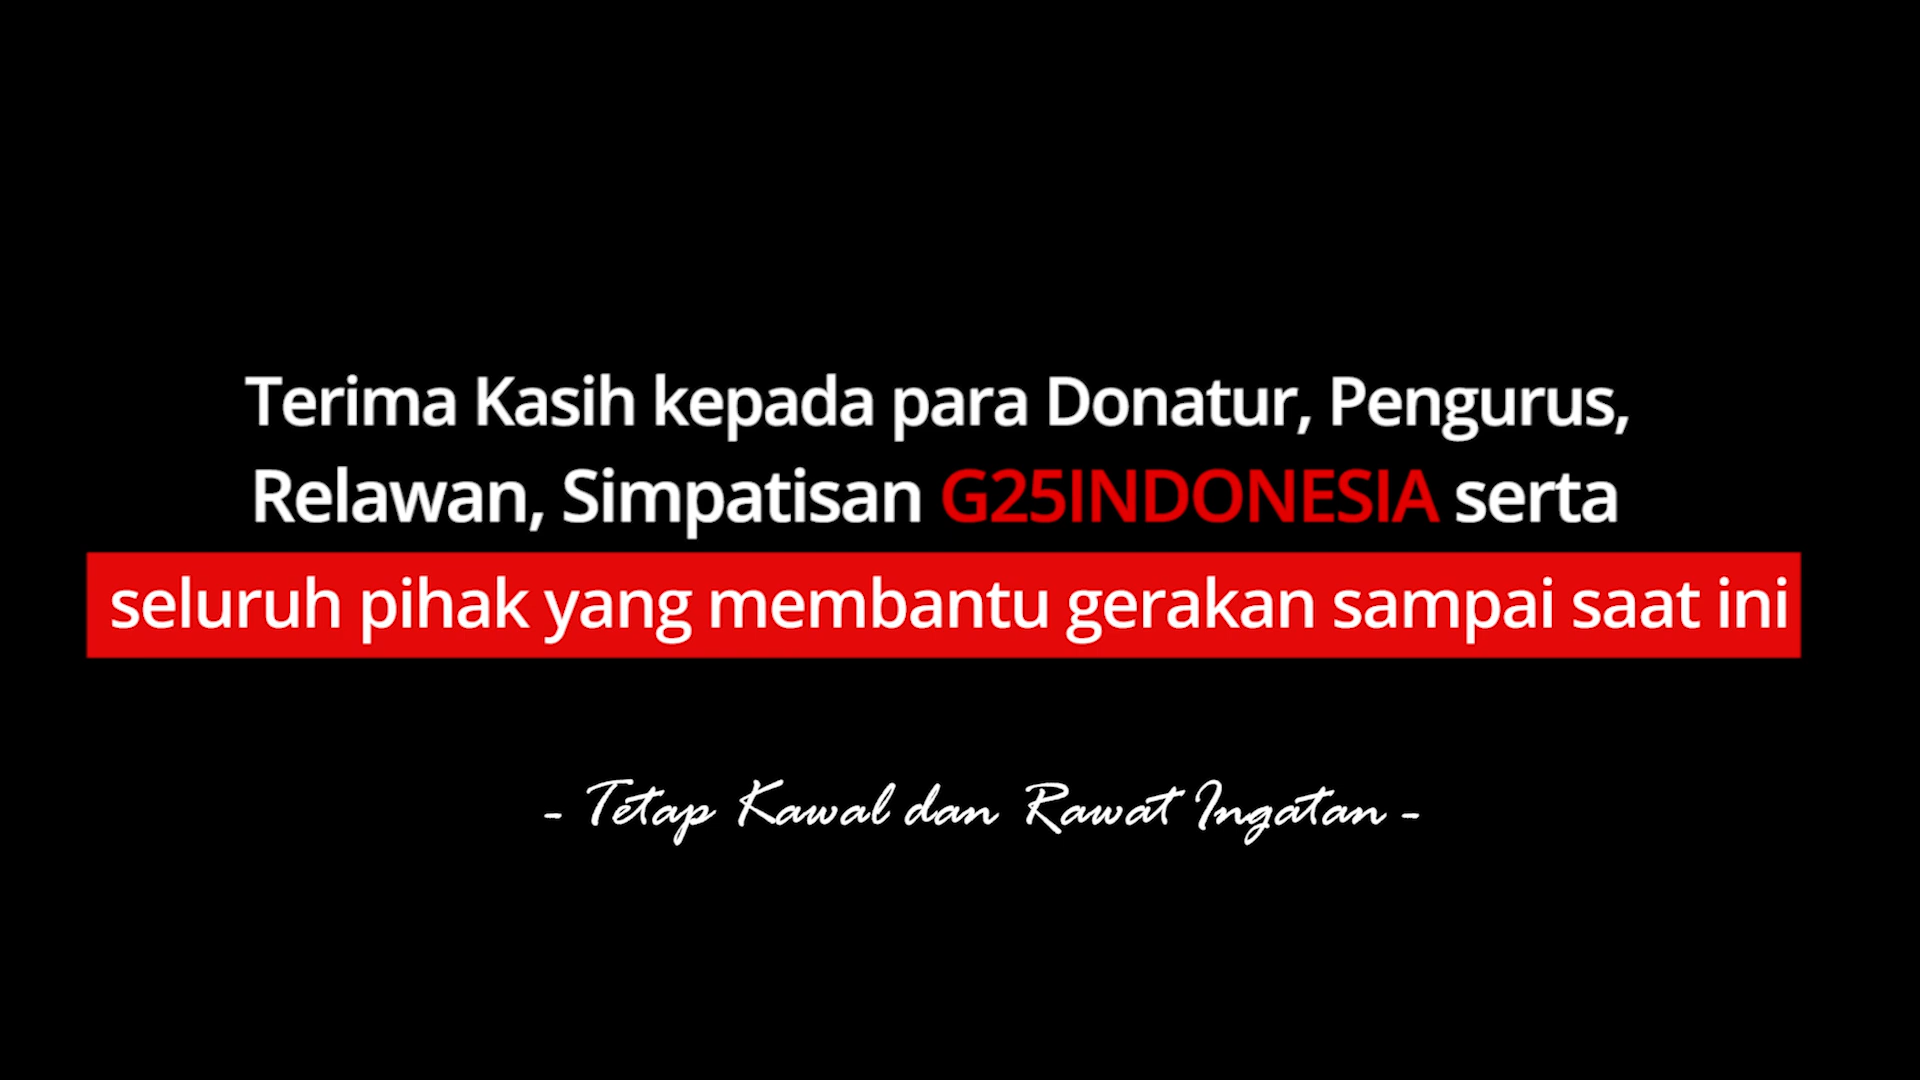 Terima Kasih kepada para Donatur, Pengurus,
Relawan, Simpatisan G25INDONESIA serta
seluruh pihak yang membantu gerakan sampai saat ini
- Tetap Kawal dan Rawat Ingatan -